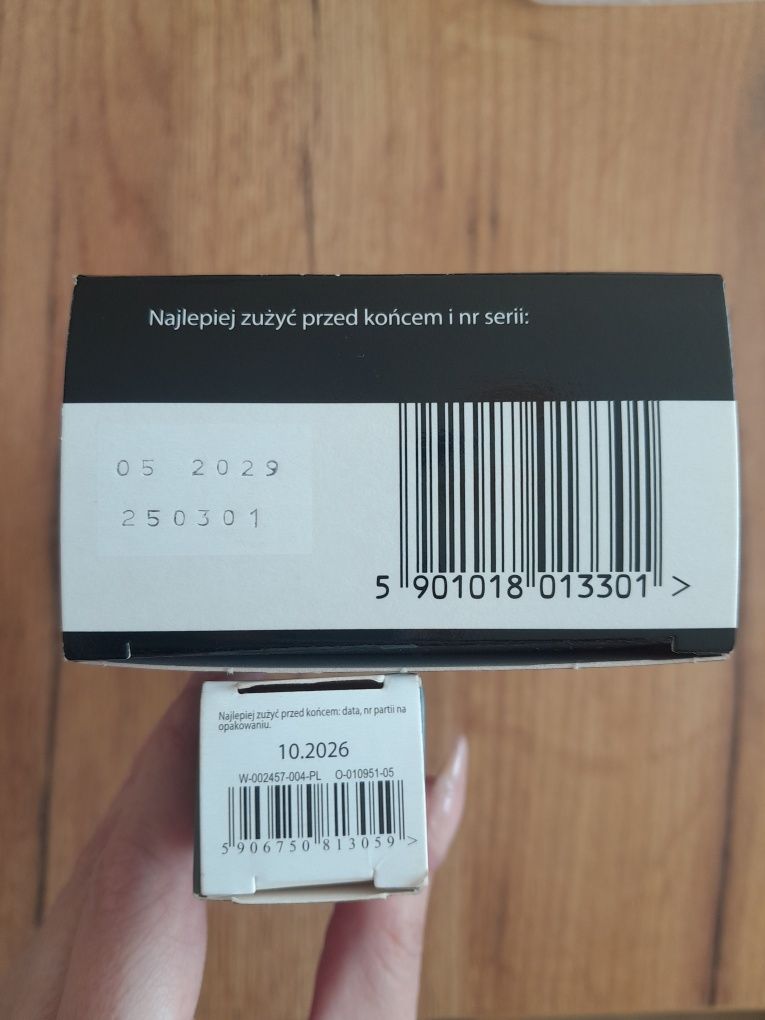 Najlepiej zużyć przed końcem i nr serii:
05 2029
250301
5 901018 013301 >
Najlepiej zużyć przed końcem: data, nr partii na
opakowaniu.
10.2026
W-002457-004-PL O-010951-05
5 906750 813059 >